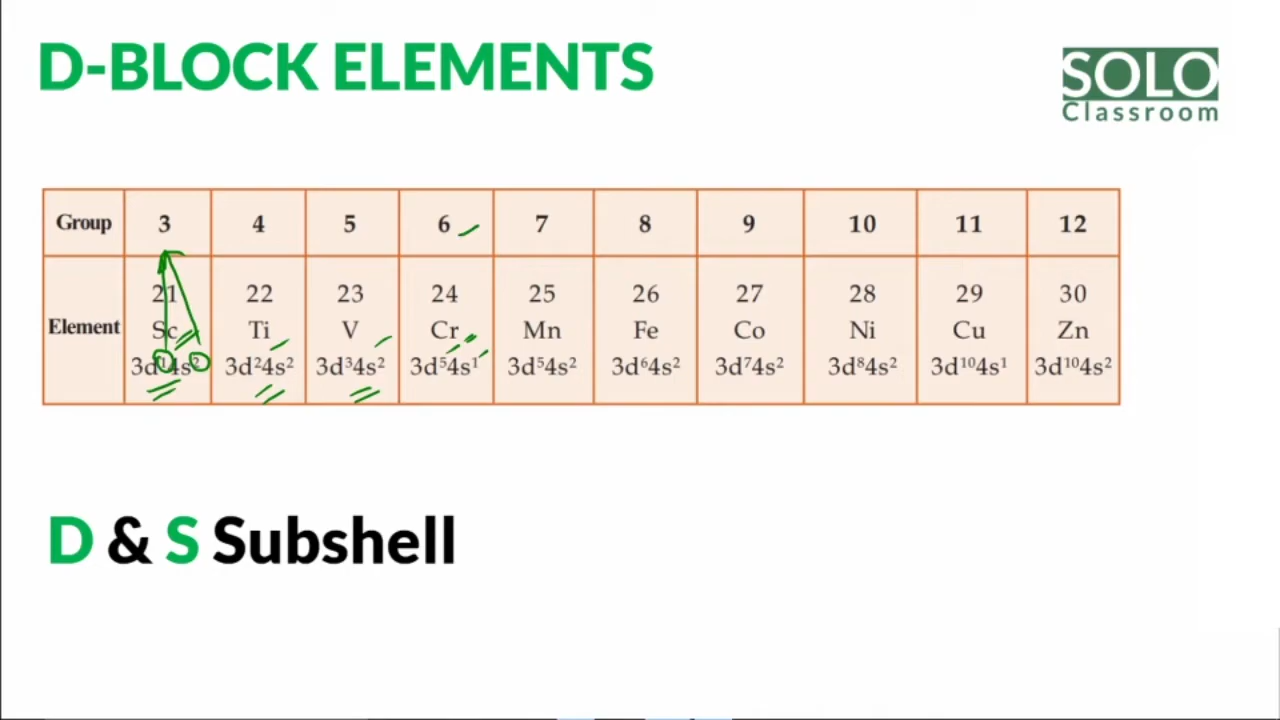 D-BLOCK ELEMENTS
SOLO
Classroom
Group 3 4 5 6 7 8 9 10 11 12
21 22 23 24 25 26 27 28 29 30
Element Sc Ti V Cr Mn Fe Co Ni Cu Zn
3d¹4s² 3d²4s² 3d³4s² 3d⁵4s¹ 3d⁵4s² 3d⁶4s² 3d⁷4s² 3d⁸4s² 3d¹⁰4s¹ 3d¹⁰4s²
D & S Subshell